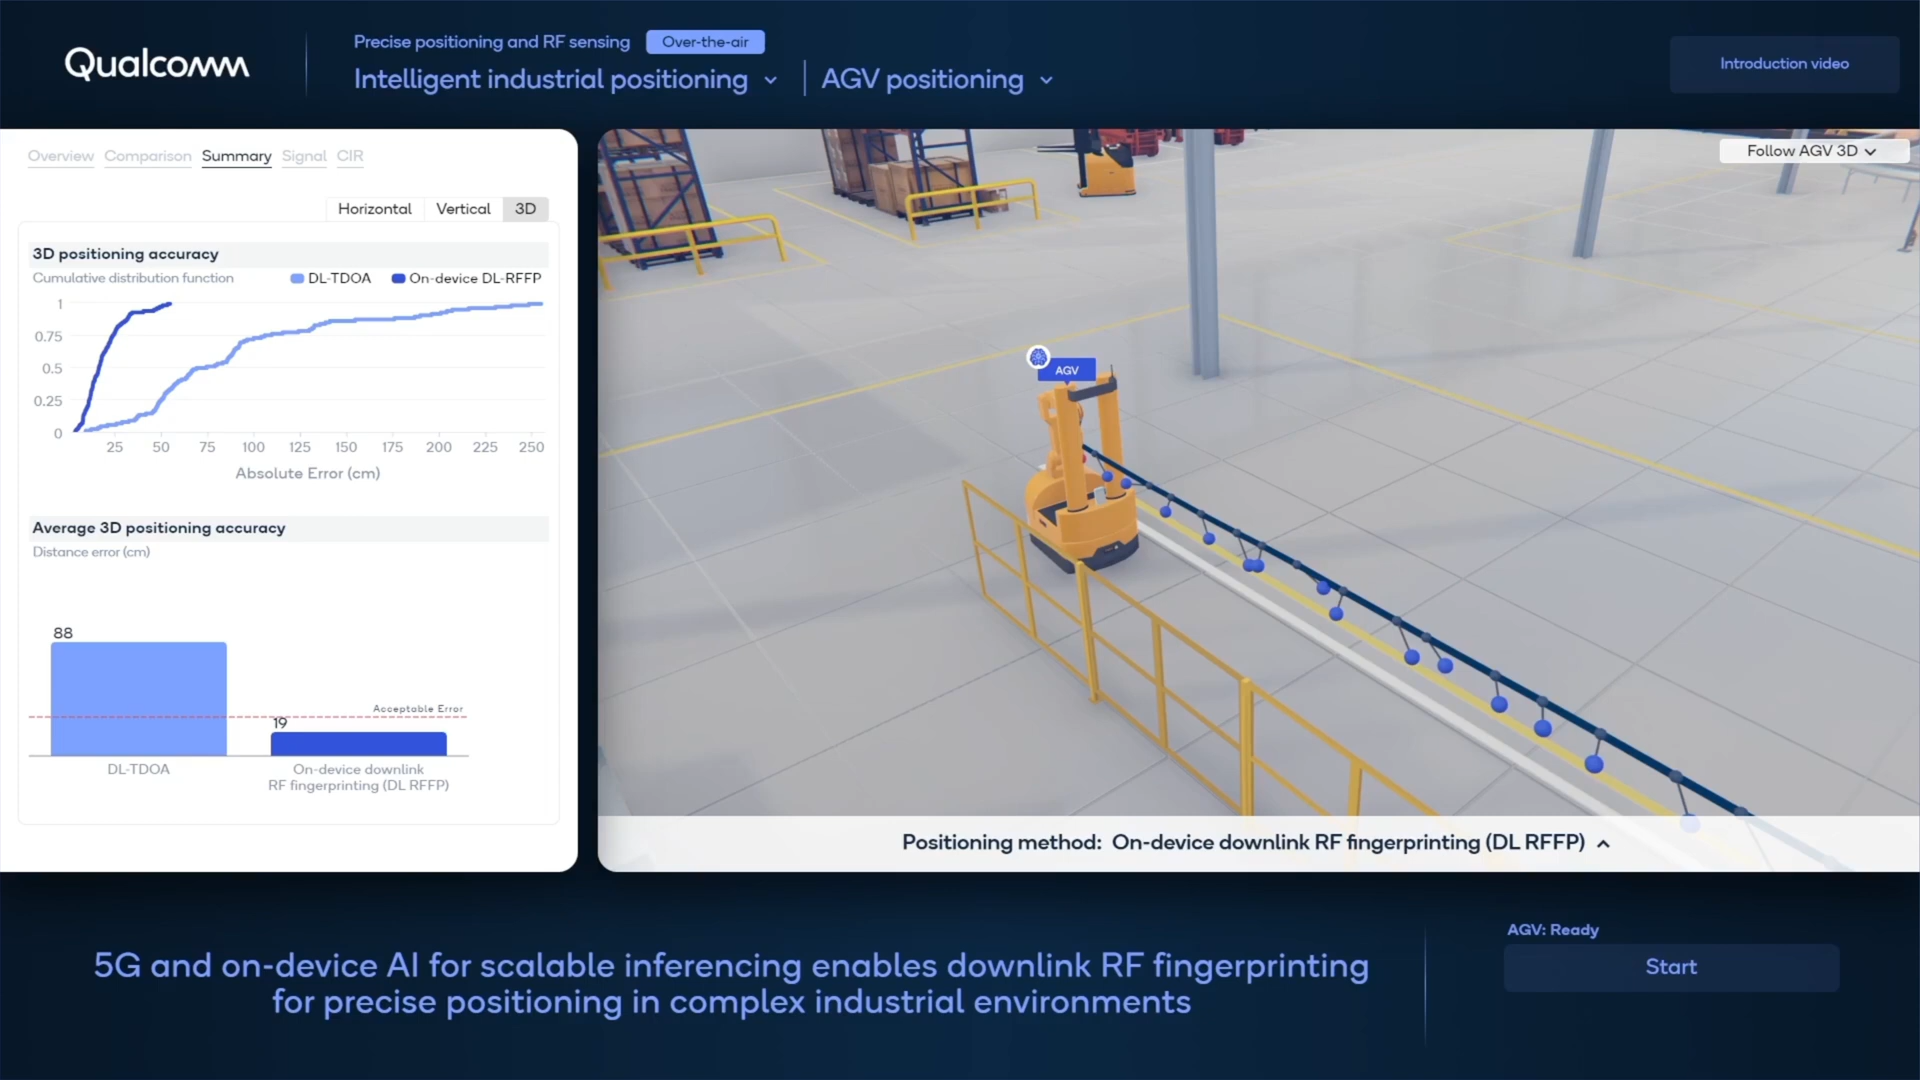 Qualcomm
Precise positioning and RF sensing
Over-the-air
Intelligent industrial positioning
AGV positioning
Introduction video
Overview Comparison Summary Signal CIR
Horizontal Vertical 3D
3D positioning accuracy
Cumulative distribution function
DL-TDOA On-device DL-RFFP
1
0.75
0.5
0.25
0
25 50 75 100 125 150 175 200 225 250
Absolute Error (cm)
Average 3D positioning accuracy
Distance error (cm)
88
Acceptable Error
19
DL-TDOA
On-device downlink
RF fingerprinting (DL RFFP)
Follow AGV 3D
AGV
Positioning method: On-device downlink RF fingerprinting (DL RFFP)
5G and on-device AI for scalable inferencing enables downlink RF fingerprinting
for precise positioning in complex industrial environments
AGV: Ready
Start